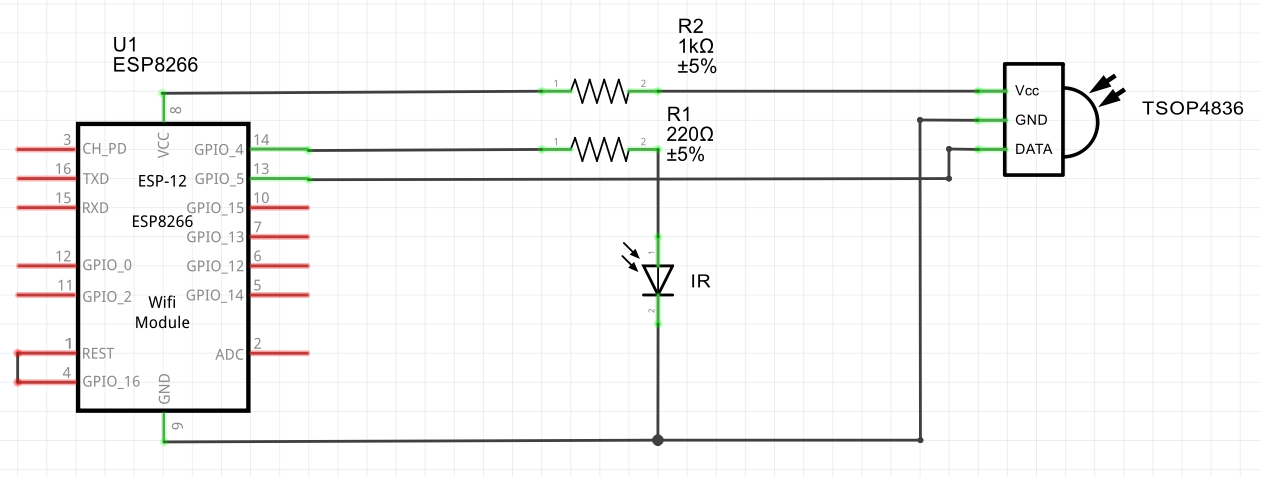 U1
ESP8266
R2
1kΩ
±5%
1
2
R1
220Ω
±5%
1
2
Vcc
GND
DATA
TSOP4836
8
VCC
3
CH_PD
16
TXD
15
RXD
12
GPIO_0
11
GPIO_2
1
REST
4
GPIO_16
ESP-12
ESP8266
Wifi
Module
14
GPIO_4
13
GPIO_5
10
GPIO_15
7
GPIO_13
6
GPIO_12
5
GPIO_14
2
ADC
GND
9
1
IR
2